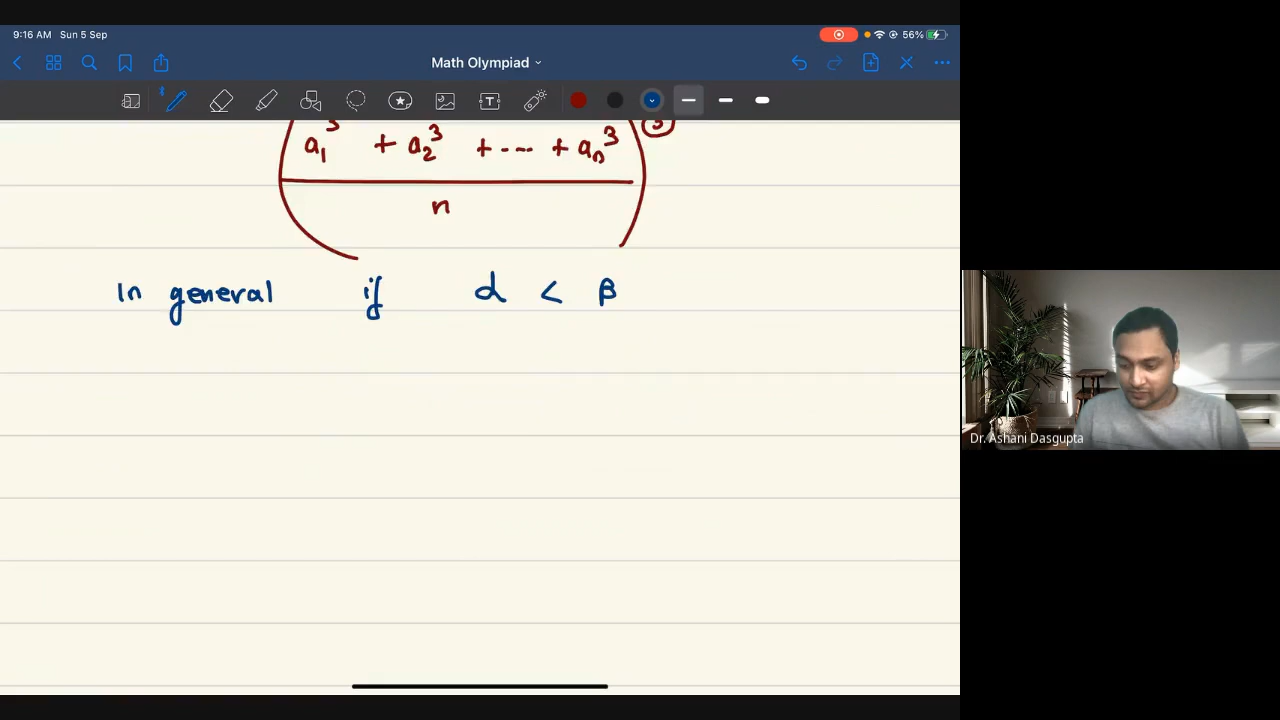 9:16 AM Sun 5 Sep 56%
Math Olympiad
T
a₁³ + a₂³ + ... + aₙ³
n
In general if α < β
Dr. Ashani Dasgupta